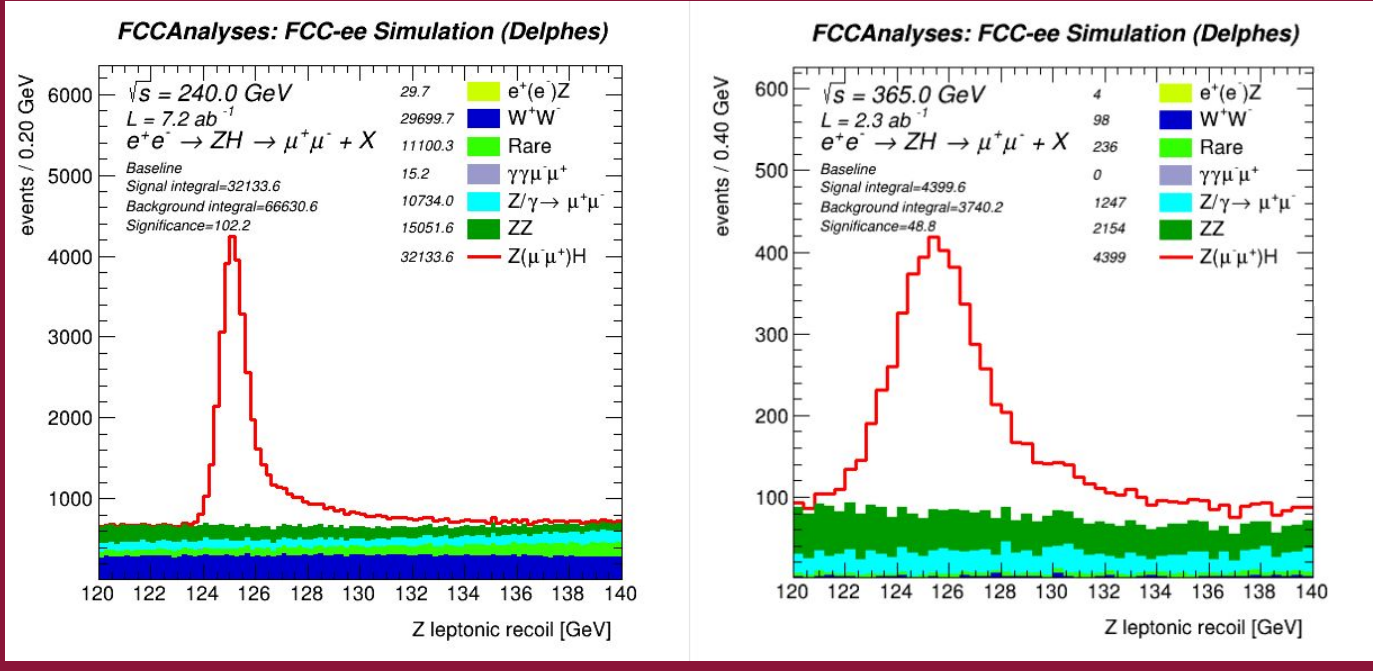 FCCAnalyses: FCC-ee Simulation (Delphes)
events / 0.20 GeV
6000
5000
4000
3000
2000
1000
√s = 240.0 GeV
L = 7.2 ab⁻¹
e⁺e⁻ → ZH → μ⁺μ⁻ + X
Baseline
Signal integral=32133.6
Background integral=66630.6
Significance=102.2
29.7 e⁺(e⁻)Z
29699.7 W⁺W⁻
11100.3 Rare
15.2 γγμ⁻μ⁺
10734.0 Z/γ→ μ⁺μ⁻
15051.6 ZZ
32133.6 Z(μ⁻μ⁺)H
120 122 124 126 128 130 132 134 136 138 140
Z leptonic recoil [GeV]
FCCAnalyses: FCC-ee Simulation (Delphes)
events / 0.40 GeV
600
500
400
300
200
100
√s = 365.0 GeV
L = 2.3 ab⁻¹
e⁺e⁻ → ZH → μ⁺μ⁻ + X
Baseline
Signal integral=4399.6
Background integral=3740.2
Significance=48.8
4 e⁺(e⁻)Z
98 W⁺W⁻
236 Rare
0 γγμ⁻μ⁺
1247 Z/γ→ μ⁺μ⁻
2154 ZZ
4399 Z(μ⁻μ⁺)H
120 122 124 126 128 130 132 134 136 138 140
Z leptonic recoil [GeV]